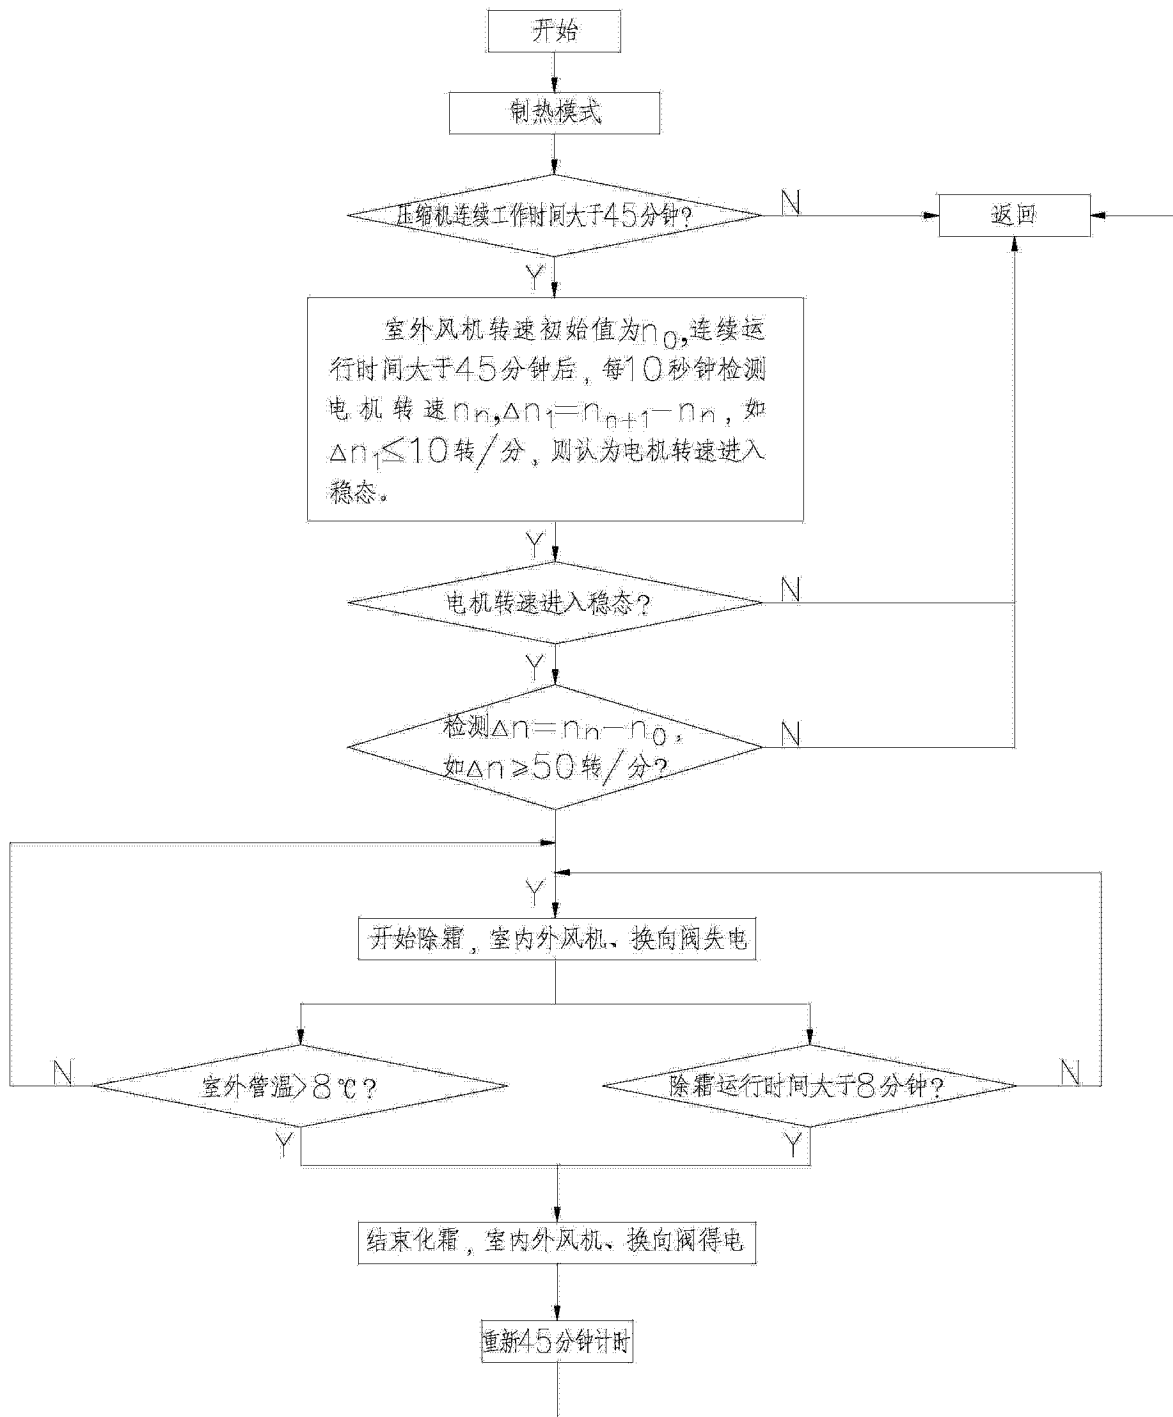 开始
制热模式
压缩机连续工作时间大于45分钟?
N
返回
Y
室外风机转速初始值为n0,连续运
行时间大于45分钟后，每10秒钟检测
电机转速nn,△n1=nn+1-nn，如
△n1≤10转/分，则认为电机转速进入
稳态。
Y
电机转速进入稳态?
N
Y
检测△n=nn-n0，
如△n≥50转/分?
N
Y
开始除霜，室内外风机、换向阀失电
N
室外管温>8℃?
除霜运行时间大于8分钟?
N
Y
Y
结束化霜，室内外风机、换向阀得电
重新45分钟计时